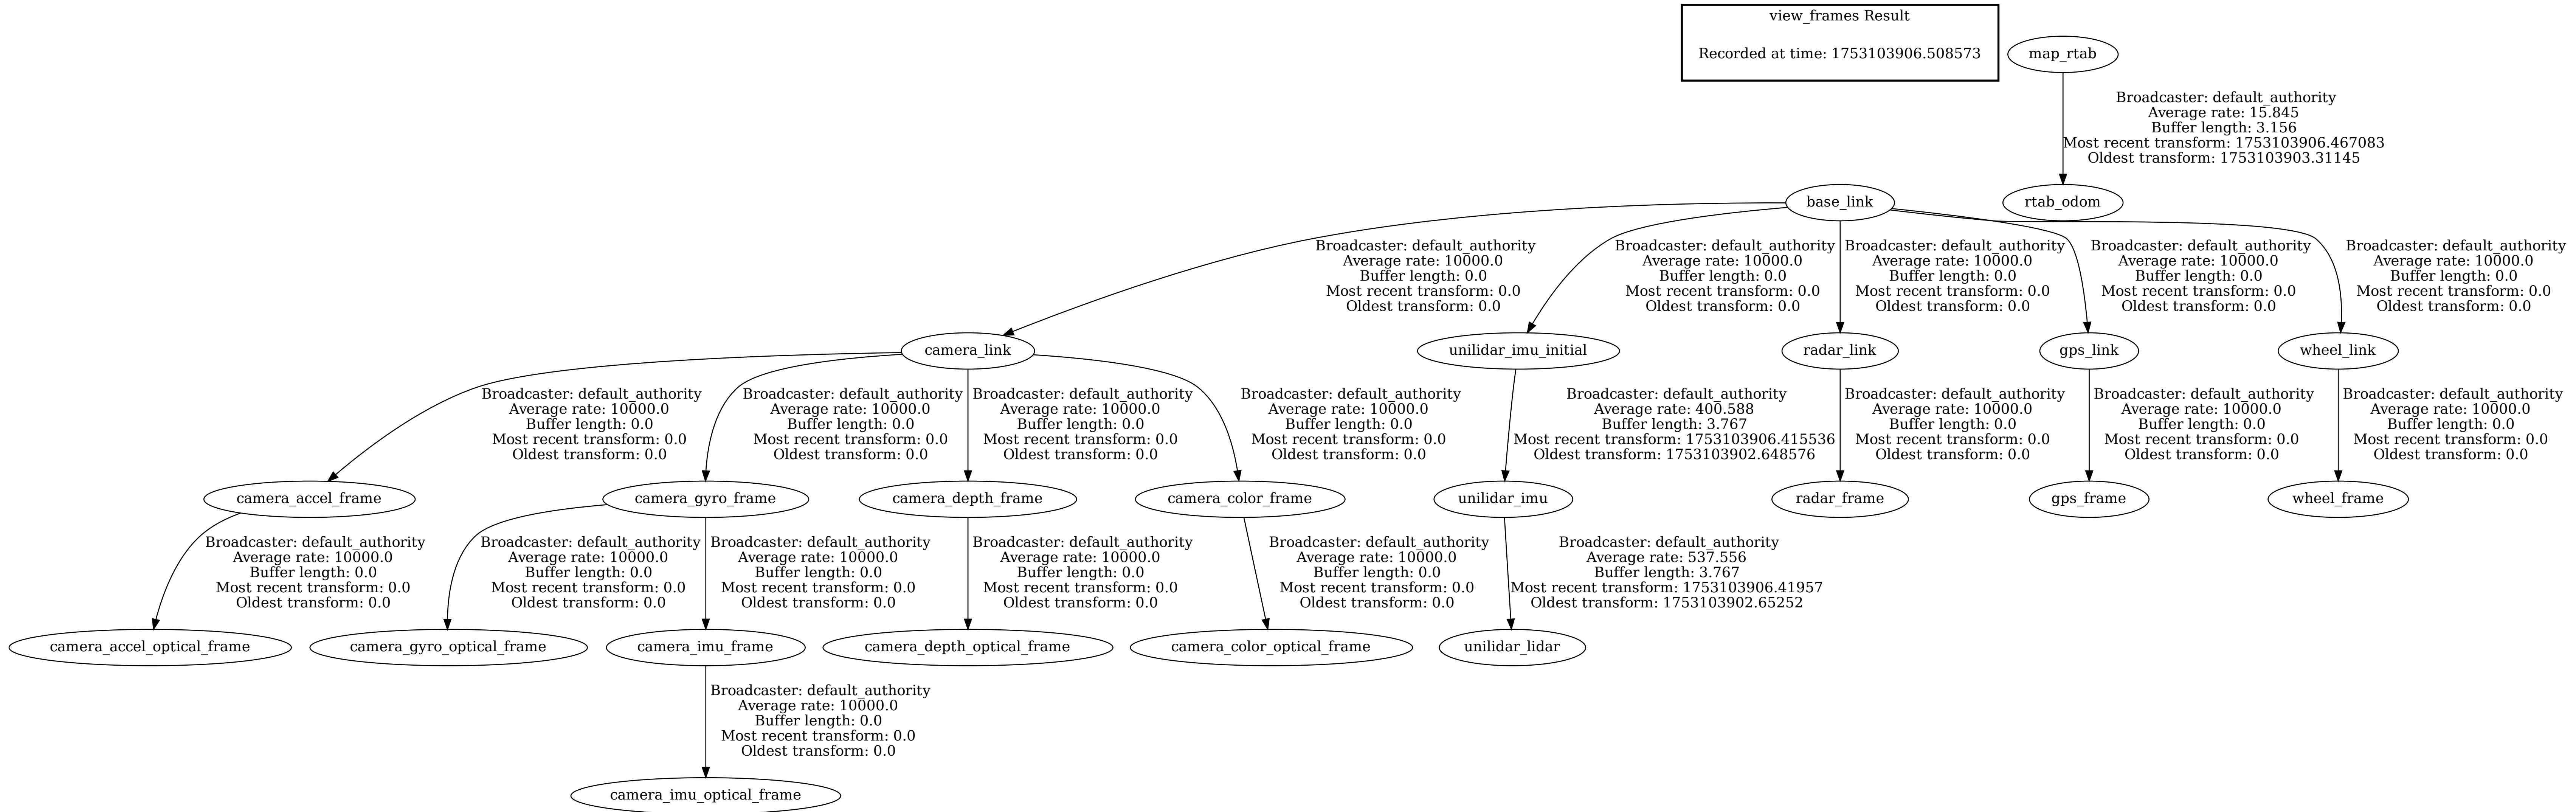 view_frames Result
Recorded at time: 1753103906.508573
map_rtab
Broadcaster: default_authority
Average rate: 15.845
Buffer length: 3.156
Most recent transform: 1753103906.467083
Oldest transform: 1753103903.31145
base_link
rtab_odom
Broadcaster: default_authority
Average rate: 10000.0
Buffer length: 0.0
Most recent transform: 0.0
Oldest transform: 0.0
Broadcaster: default_authority
Average rate: 10000.0
Buffer length: 0.0
Most recent transform: 0.0
Oldest transform: 0.0
Broadcaster: default_authority
Average rate: 10000.0
Buffer length: 0.0
Most recent transform: 0.0
Oldest transform: 0.0
Broadcaster: default_authority
Average rate: 10000.0
Buffer length: 0.0
Most recent transform: 0.0
Oldest transform: 0.0
Broadcaster: default_authority
Average rate: 10000.0
Buffer length: 0.0
Most recent transform: 0.0
Oldest transform: 0.0
camera_link
unilidar_imu_initial
radar_link
gps_link
wheel_link
Broadcaster: default_authority
Average rate: 10000.0
Buffer length: 0.0
Most recent transform: 0.0
Oldest transform: 0.0
Broadcaster: default_authority
Average rate: 10000.0
Buffer length: 0.0
Most recent transform: 0.0
Oldest transform: 0.0
Broadcaster: default_authority
Average rate: 10000.0
Buffer length: 0.0
Most recent transform: 0.0
Oldest transform: 0.0
Broadcaster: default_authority
Average rate: 10000.0
Buffer length: 0.0
Most recent transform: 0.0
Oldest transform: 0.0
Broadcaster: default_authority
Average rate: 400.588
Buffer length: 3.767
Most recent transform: 1753103906.415536
Oldest transform: 1753103902.648576
Broadcaster: default_authority
Average rate: 10000.0
Buffer length: 0.0
Most recent transform: 0.0
Oldest transform: 0.0
Broadcaster: default_authority
Average rate: 10000.0
Buffer length: 0.0
Most recent transform: 0.0
Oldest transform: 0.0
Broadcaster: default_authority
Average rate: 10000.0
Buffer length: 0.0
Most recent transform: 0.0
Oldest transform: 0.0
camera_accel_frame
camera_gyro_frame
camera_depth_frame
camera_color_frame
unilidar_imu
radar_frame
gps_frame
wheel_frame
Broadcaster: default_authority
Average rate: 10000.0
Buffer length: 0.0
Most recent transform: 0.0
Oldest transform: 0.0
Broadcaster: default_authority
Average rate: 10000.0
Buffer length: 0.0
Most recent transform: 0.0
Oldest transform: 0.0
Broadcaster: default_authority
Average rate: 10000.0
Buffer length: 0.0
Most recent transform: 0.0
Oldest transform: 0.0
Broadcaster: default_authority
Average rate: 10000.0
Buffer length: 0.0
Most recent transform: 0.0
Oldest transform: 0.0
Broadcaster: default_authority
Average rate: 10000.0
Buffer length: 0.0
Most recent transform: 0.0
Oldest transform: 0.0
Broadcaster: default_authority
Average rate: 537.556
Buffer length: 3.767
Most recent transform: 1753103906.41957
Oldest transform: 1753103902.65252
camera_accel_optical_frame
camera_gyro_optical_frame
camera_imu_frame
camera_depth_optical_frame
camera_color_optical_frame
unilidar_lidar
Broadcaster: default_authority
Average rate: 10000.0
Buffer length: 0.0
Most recent transform: 0.0
Oldest transform: 0.0
camera_imu_optical_frame